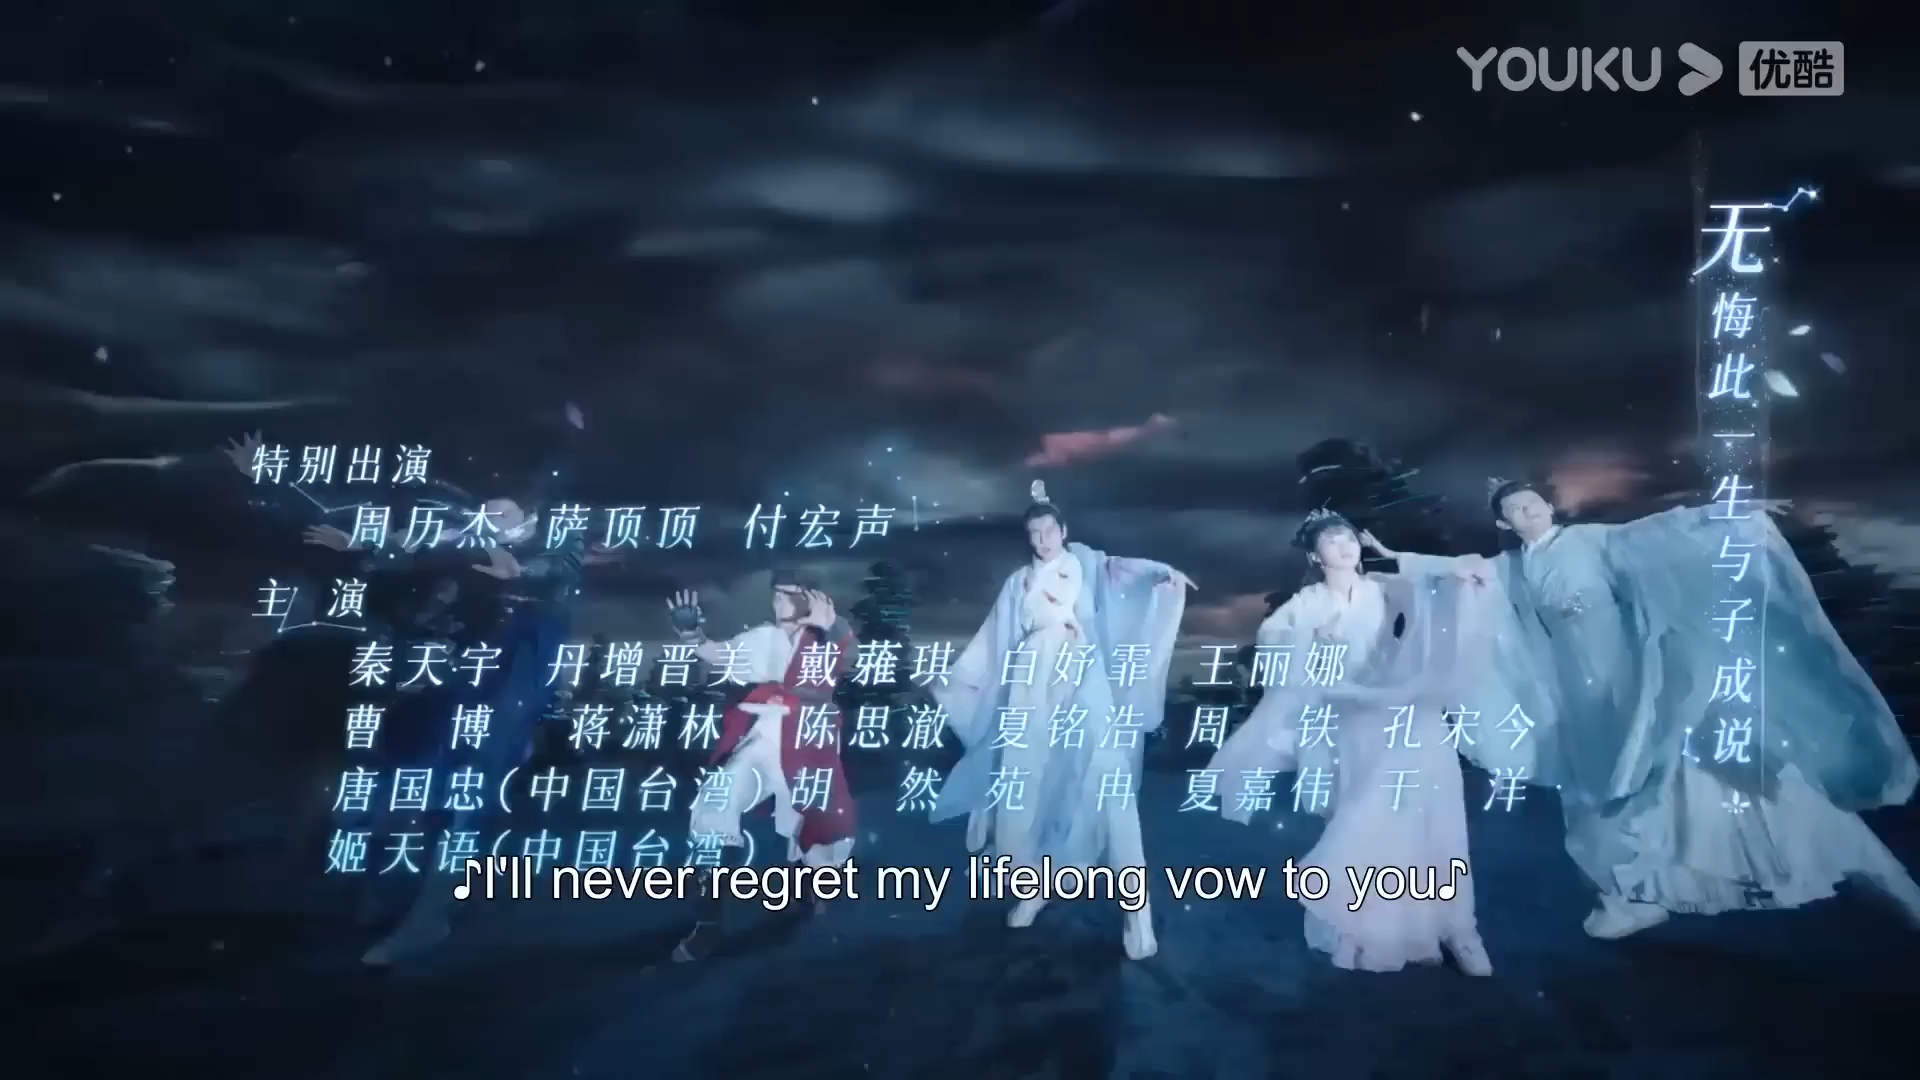 YOUKU 优酷
无悔此一生与子成说
特别出演
周历杰 萨顶顶 付宏声
主演
秦天宇 丹增晋美 戴蕥琪 白妤霏 王丽娜
曹博 蒋潇林 陈思澈 夏铭浩 周铁 孔宋今
唐国忠(中国台湾) 胡然 苑冉 夏嘉伟 于洋
姬天语(中国台湾)
♪I'll never regret my lifelong vow to you♪